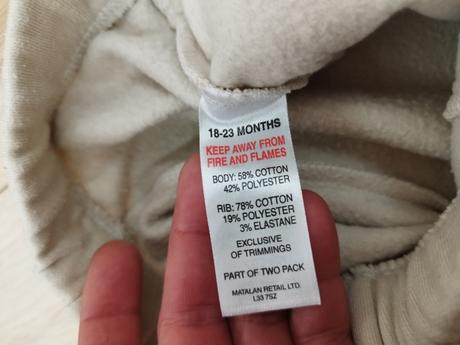 18-23 MONTHS
KEEP AWAY FROM
FIRE AND FLAMES
BODY: 58% COTTON
42% POLYESTER
RIB: 78% COTTON
19% POLYESTER
3% ELASTANE
EXCLUSIVE
OF TRIMMINGS
PART OF TWO PACK
MATALAN RETAIL LTD.
L33 7SZ